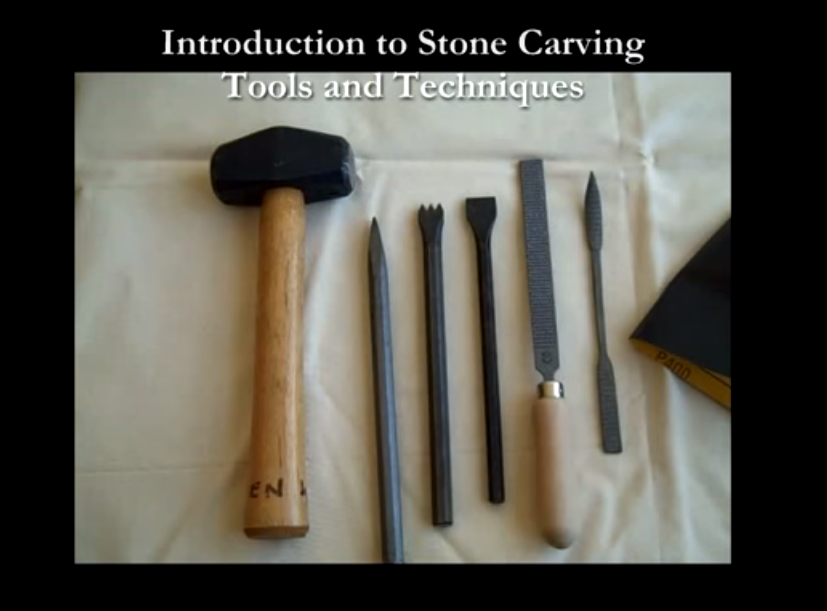 Introduction to Stone Carving
Tools and Techniques
P400
EN